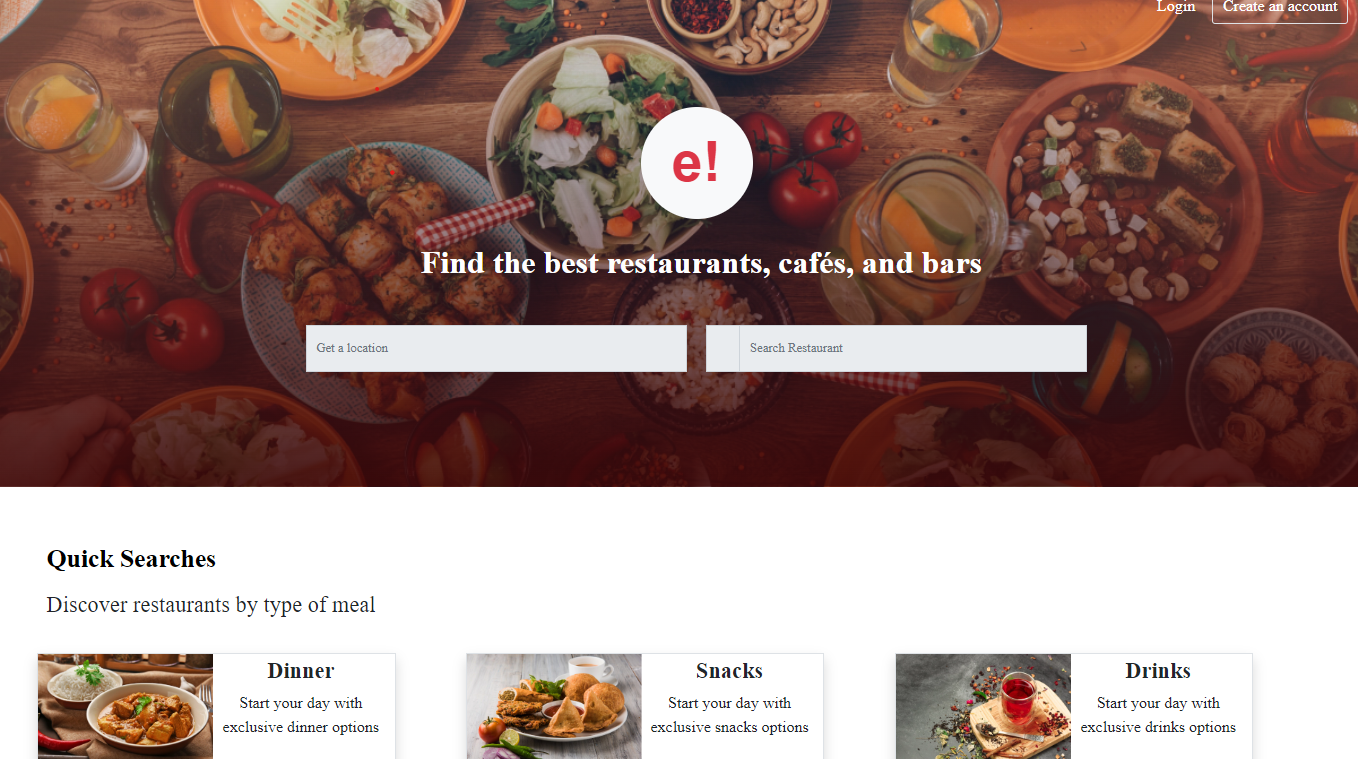 Login Create an account
e!
Find the best restaurants, cafés, and bars
Get a location
Search Restaurant
Quick Searches
Discover restaurants by type of meal
Dinner
Start your day with
exclusive dinner options
Snacks
Start your day with
exclusive snacks options
Drinks
Start your day with
exclusive drinks options